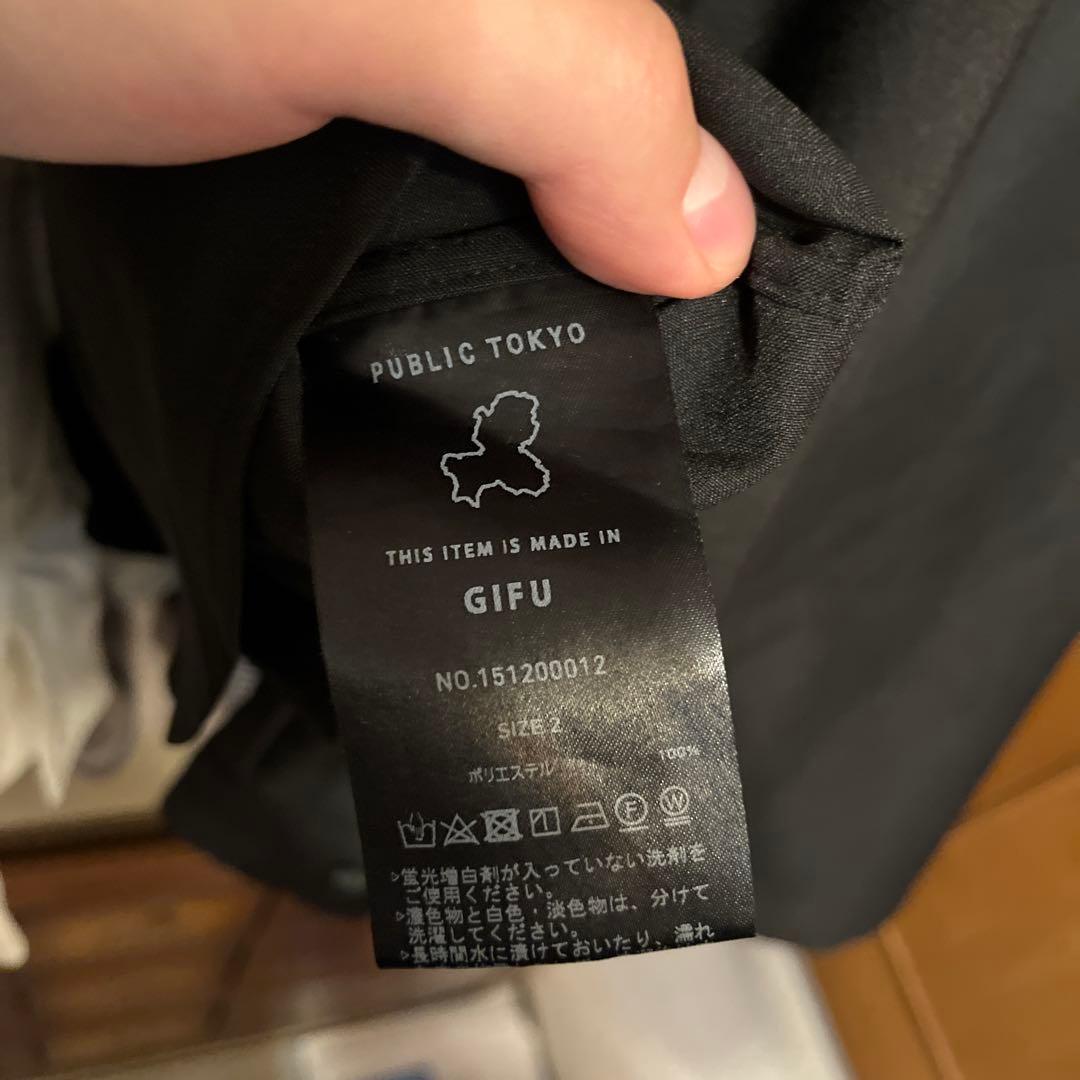 PUBLIC TOKYO
THIS ITEM IS MADE IN
GIFU
NO.151200012
SIZE 2
ポリエステル 100%
F W
▷蛍光増白剤が入っていない洗剤を
ご使用ください。
▷濃色物と白色・淡色物は、分けて
洗濯してください。
▷長時間水に漬けておいたり、濡れ